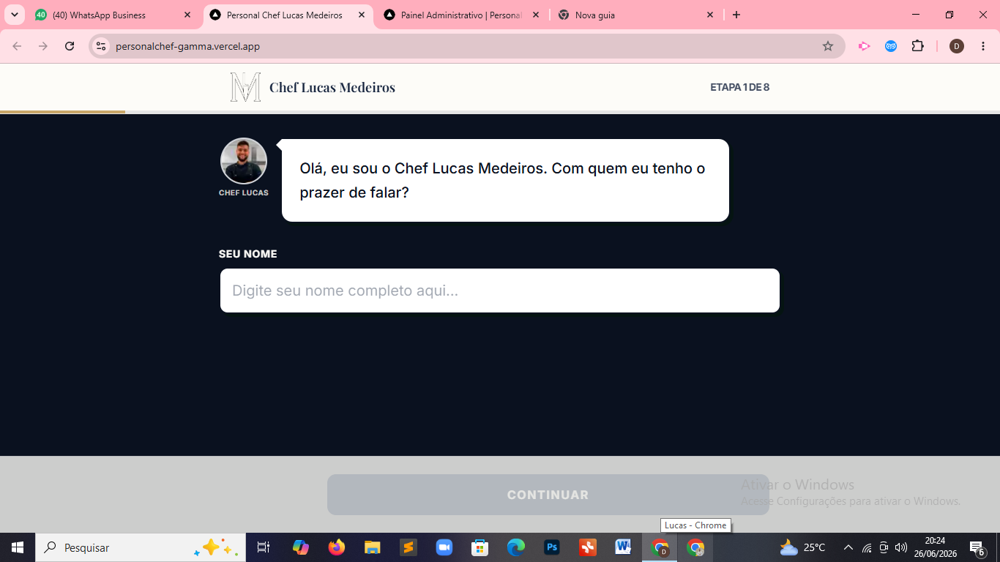 (40) WhatsApp Business
Personal Chef Lucas Medeiros
Painel Administrativo | Personal
Nova guia
personalchef-gamma.vercel.app
D
Chef Lucas Medeiros
ETAPA 1 DE 8
Olá, eu sou o Chef Lucas Medeiros. Com quem eu tenho o
prazer de falar?
CHEF LUCAS
SEU NOME
Digite seu nome completo aqui...
CONTINUAR
Ativar o Windows
Acesse Configurações para ativar o Windows.
Lucas - Chrome
Pesquisar
25°C
20:24
26/06/2026
6